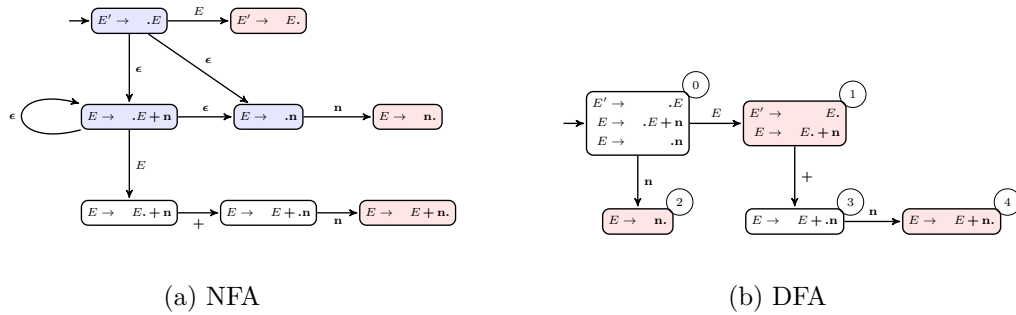 E′ → .E
E
E′ → E.
ϵ
ϵ
ϵ
E → .E + n
ϵ
E → .n
n
E → n.
E
E → E. + n
+
E → E + .n
n
E → E + n.
(a) NFA
0
E′ → .E
E → .E + n
E → .n
E
1
E′ → E.
E → E. + n
n
+
2
E → n.
3
E → E + .n
n
4
E → E + n.
(b) DFA